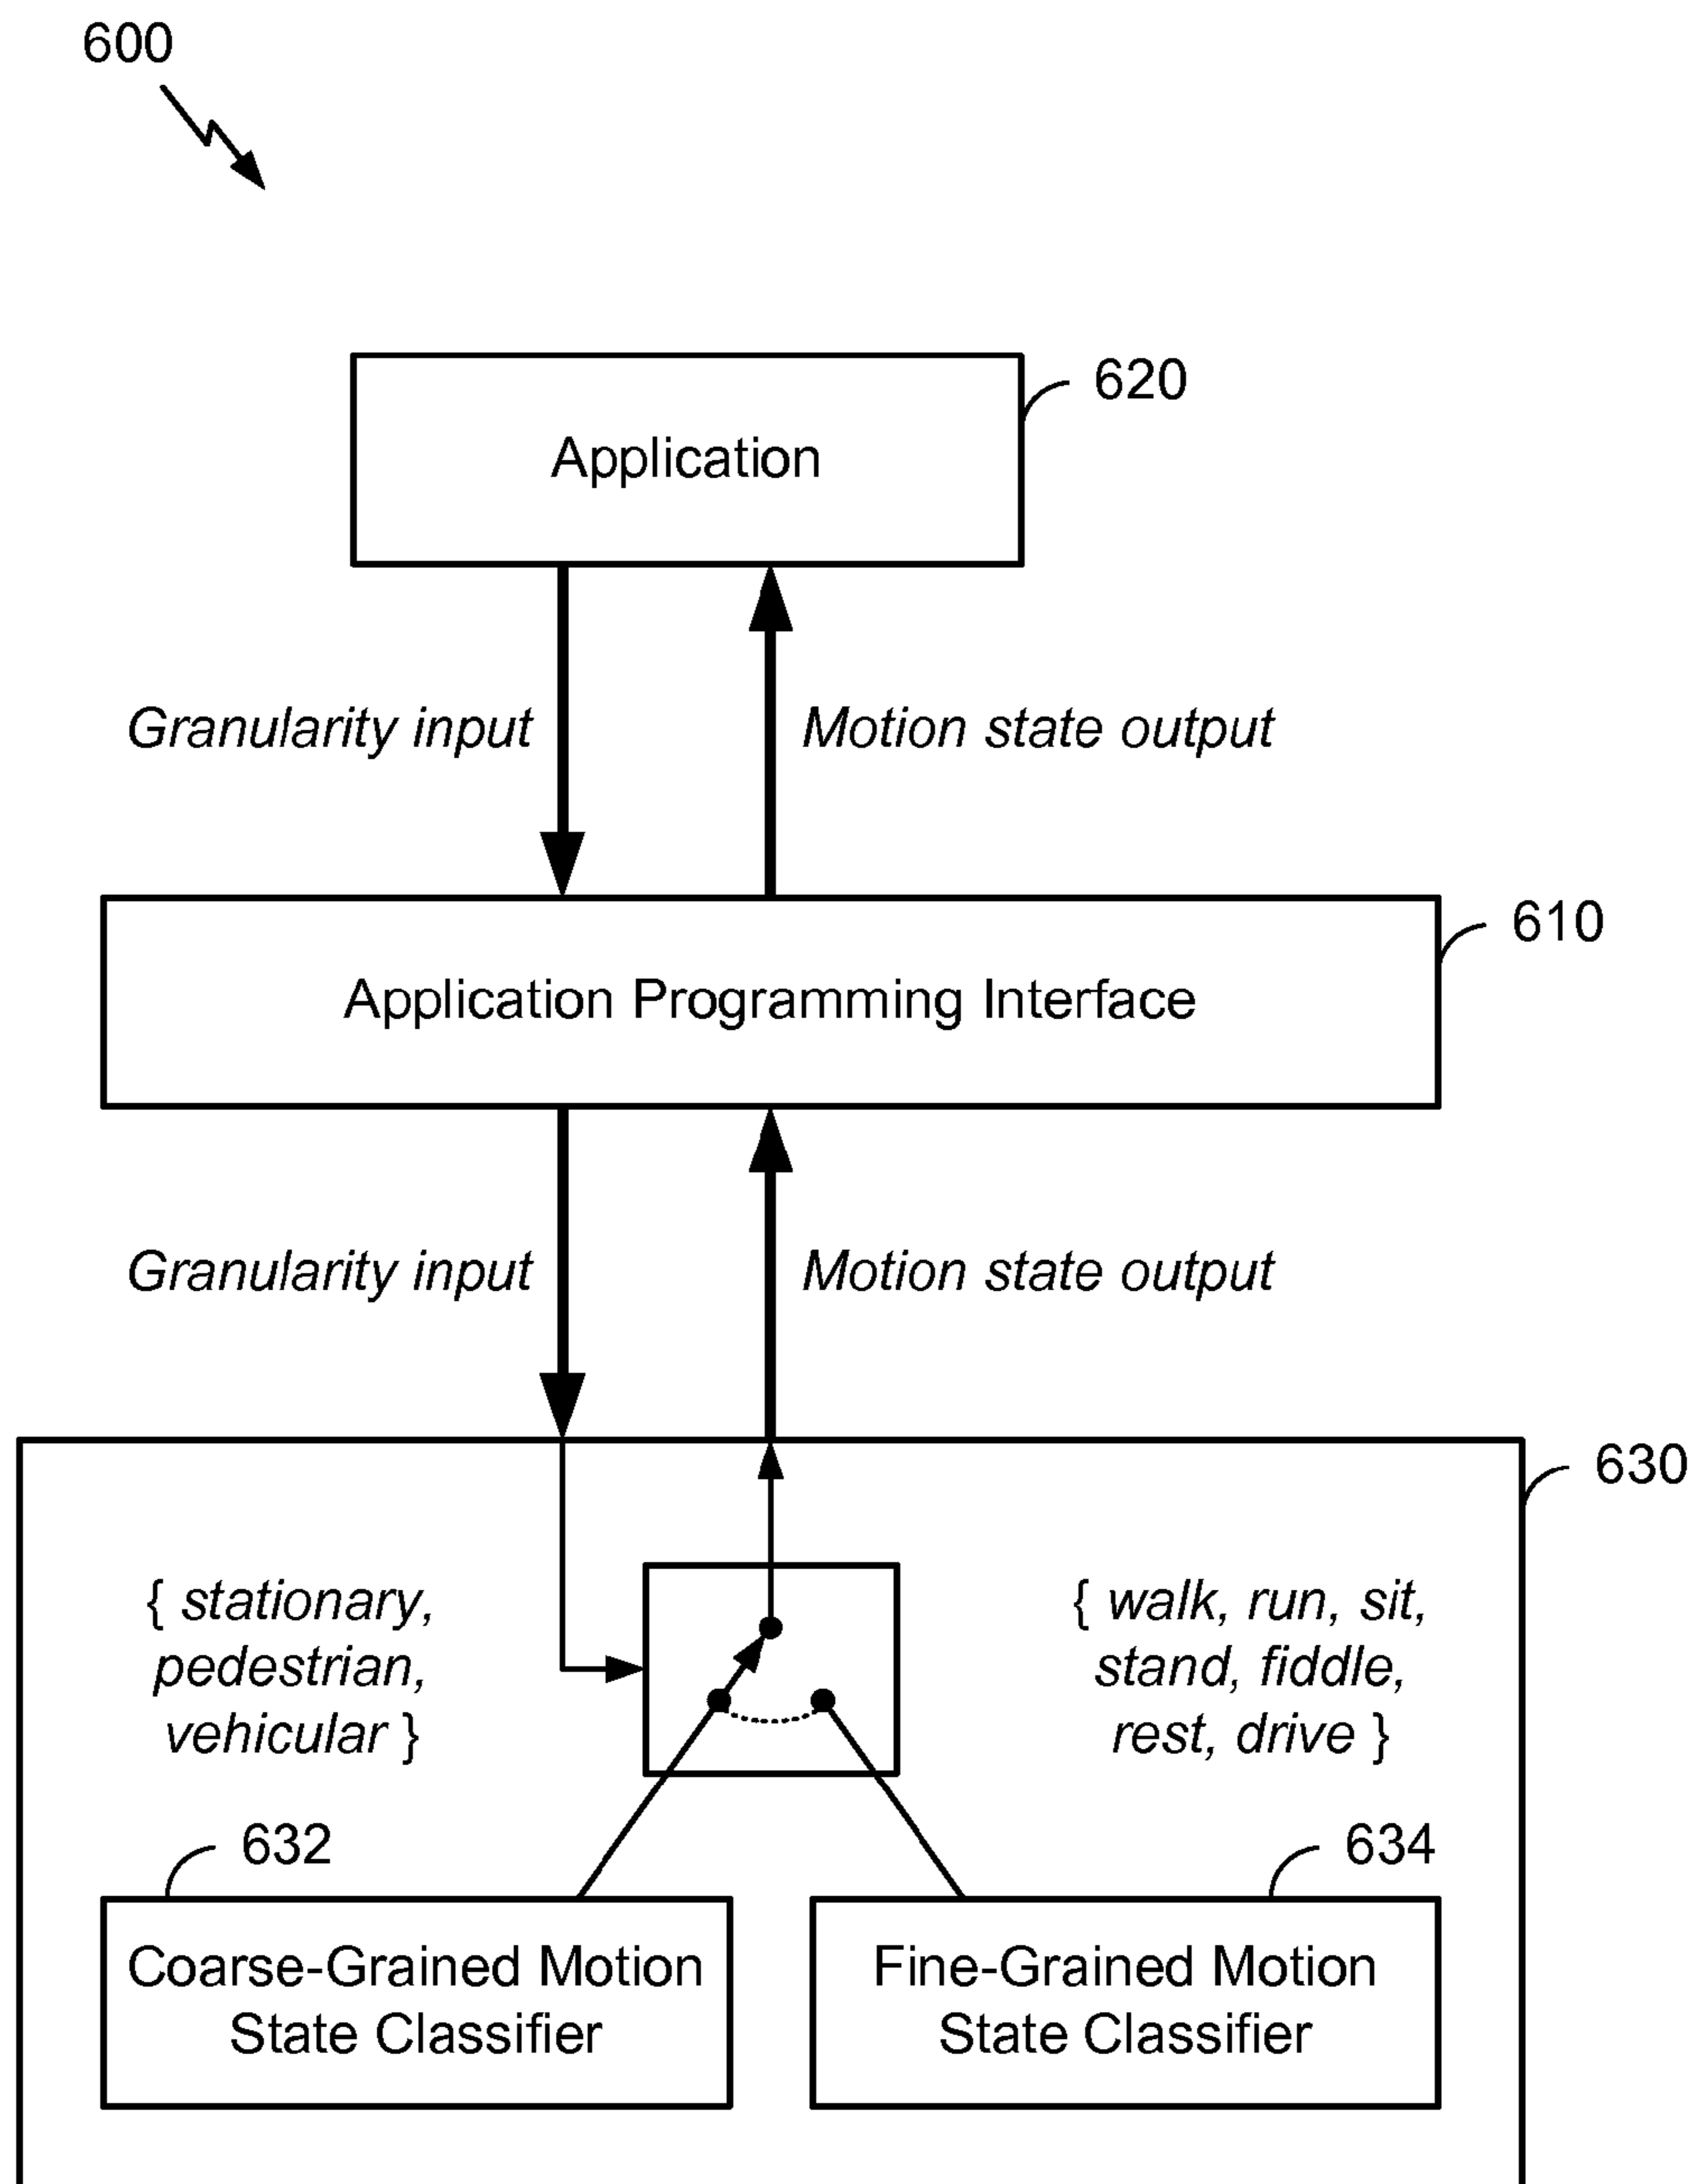 600
620
Application
Granularity input
Motion state output
610
Application Programming Interface
Granularity input
Motion state output
630
{ stationary,
pedestrian,
vehicular }
{ walk, run, sit,
stand, fiddle,
rest, drive }
632
634
Coarse-Grained Motion
State Classifier
Fine-Grained Motion
State Classifier